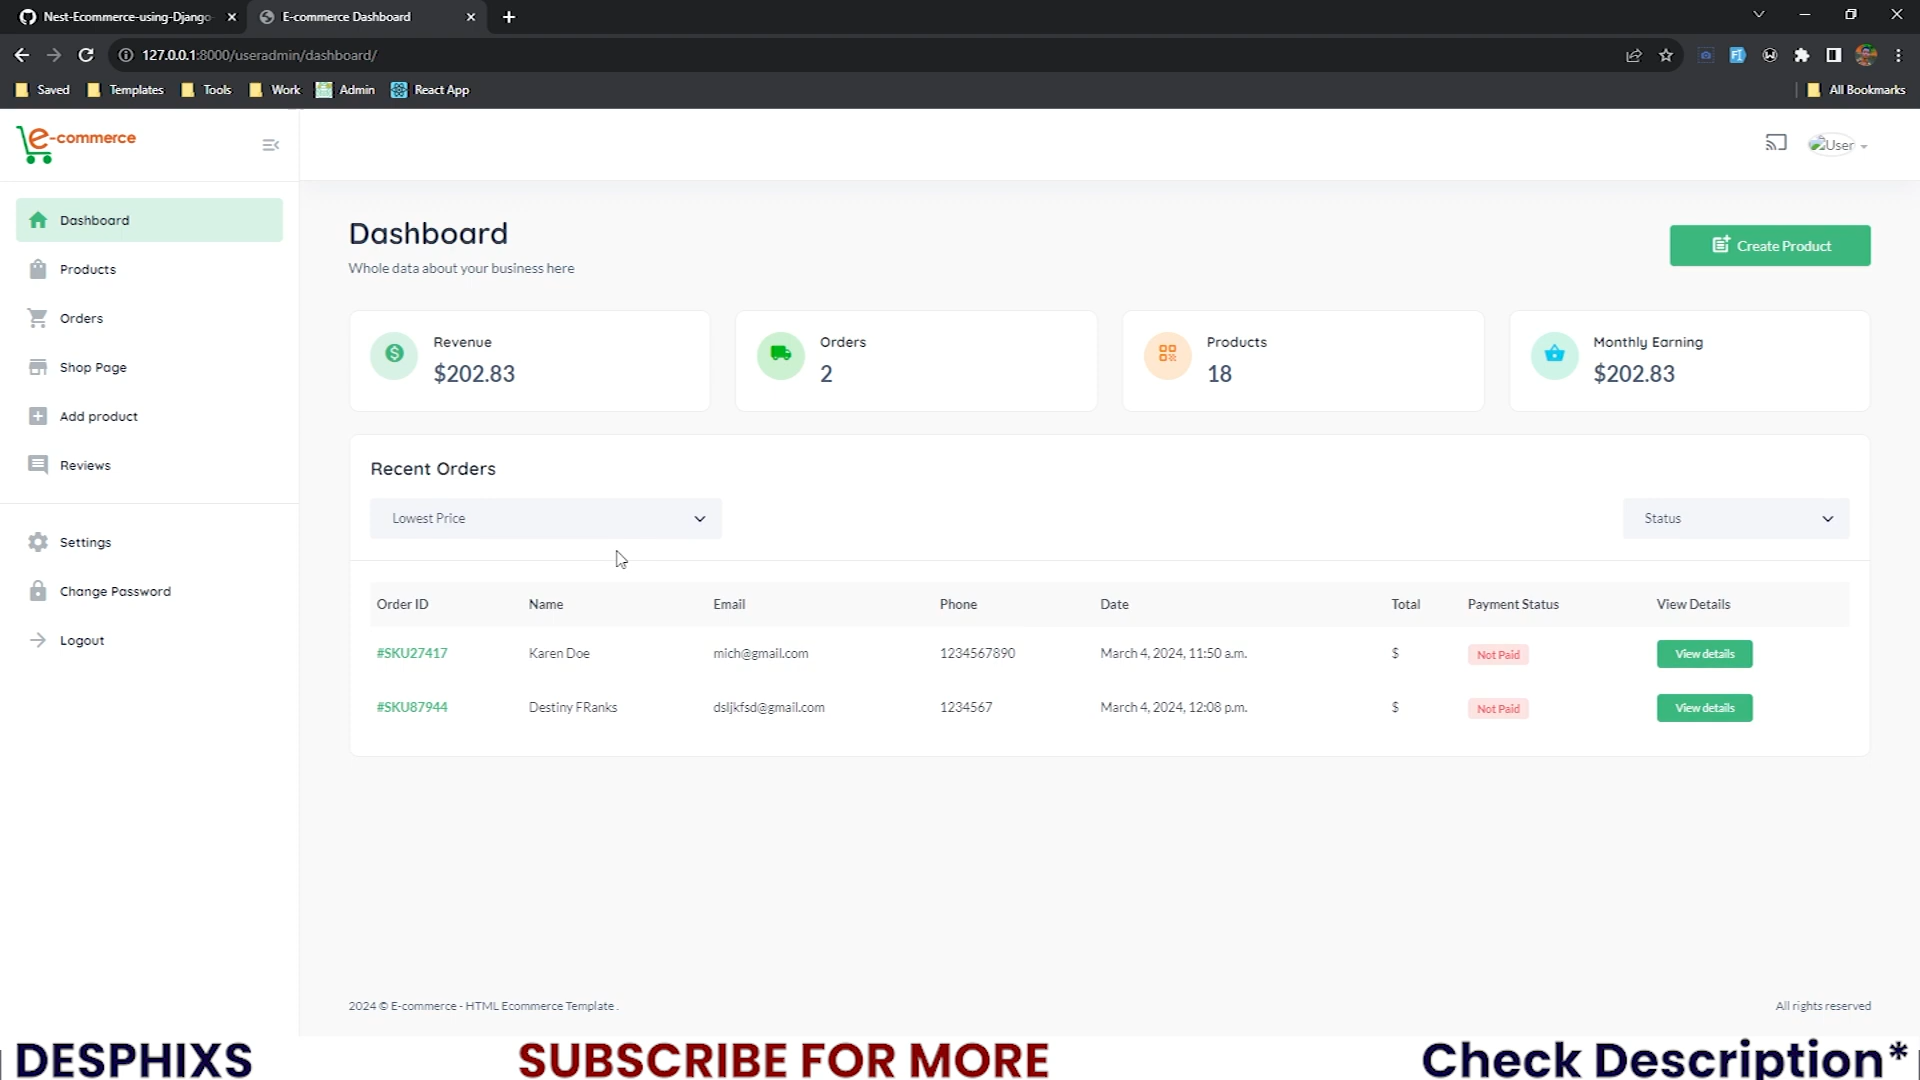 Nest-Ecommerce-using-Django-
E-commerce Dashboard
127.0.0.1:8000/useradmin/dashboard/
Saved
Templates
Tools
Work
Admin
React App
All Bookmarks
e-commerce
User
Dashboard
Products
Orders
Shop Page
Add product
Reviews
Settings
Change Password
Logout
Dashboard
Whole data about your business here
Create Product
Revenue
$202.83
Orders
2
Products
18
Monthly Earning
$202.83
Recent Orders
Lowest Price
Status
Order ID Name Email Phone Date Total Payment Status View Details
#SKU27417 Karen Doe mich@gmail.com 1234567890 March 4, 2024, 11:50 a.m. $ Not Paid View details
#SKU87944 Destiny FRanks dsljkfsd@gmail.com 1234567 March 4, 2024, 12:08 p.m. $ Not Paid View details
2024 © E-commerce - HTML Ecommerce Template .
All rights reserved
| DESPHIXS
SUBSCRIBE FOR MORE
Check Description*